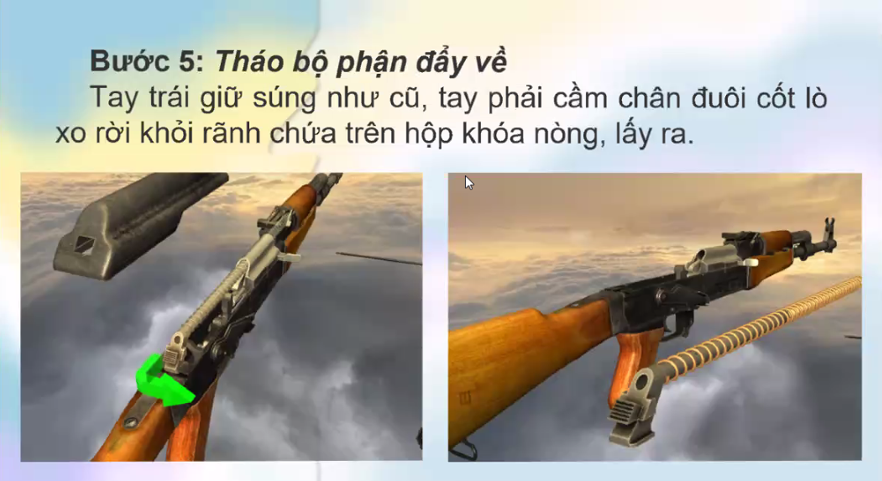 Bước 5: Tháo bộ phận đẩy về
Tay trái giữ súng như cũ, tay phải cầm chân đuôi cốt lò
xo rời khỏi rãnh chứa trên hộp khóa nòng, lấy ra.